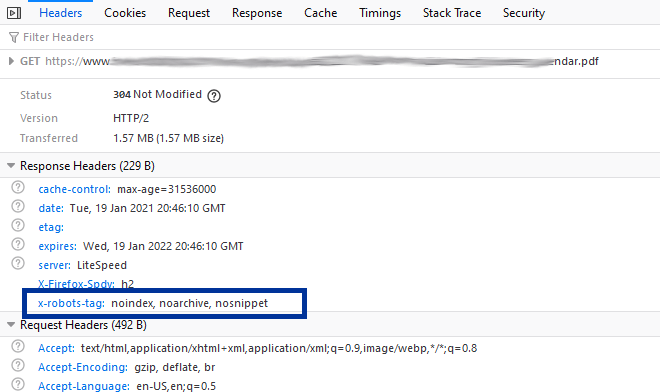 Headers Cookies Request Response Cache Timings Stack Trace Security
Filter Headers
GET https://www. ndar.pdf
Status 304 Not Modified ?
Version HTTP/2
Transferred 1.57 MB (1.57 MB size)
Response Headers (229 B)
? cache-control: max-age=31536000
? date: Tue, 19 Jan 2021 20:46:10 GMT
? etag:
? expires: Wed, 19 Jan 2022 20:46:10 GMT
? server: LiteSpeed
X-Firefox-Spdy: h2
x-robots-tag: noindex, noarchive, nosnippet
Request Headers (492 B)
? Accept: text/html,application/xhtml+xml,application/xml;q=0.9,image/webp,*/*;q=0.8
? Accept-Encoding: gzip, deflate, br
? Accept-Language: en-US,en;q=0.5